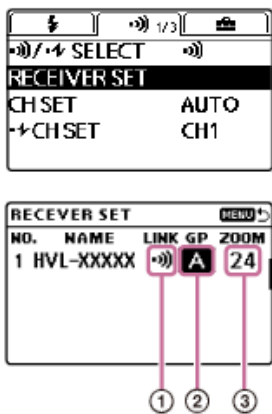 1/3
/ SELECT
RECEIVER SET
CH SET AUTO
CH SET CH1
RECEVER SET MENU
NO. NAME LINK GP ZOOM
1 HVL-XXXXX A 24
① ② ③